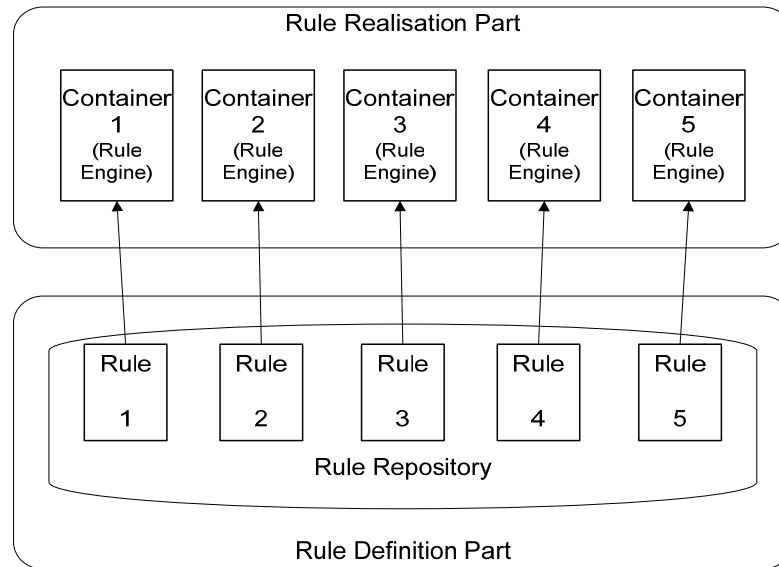 Rule Realisation Part
Container
1
(Rule
Engine)
Container
2
(Rule
Engine)
Container
3
(Rule
Engine)
Container
4
(Rule
Engine)
Container
5
(Rule
Engine)
Rule
1
Rule
2
Rule
3
Rule
4
Rule
5
Rule Repository
Rule Definition Part